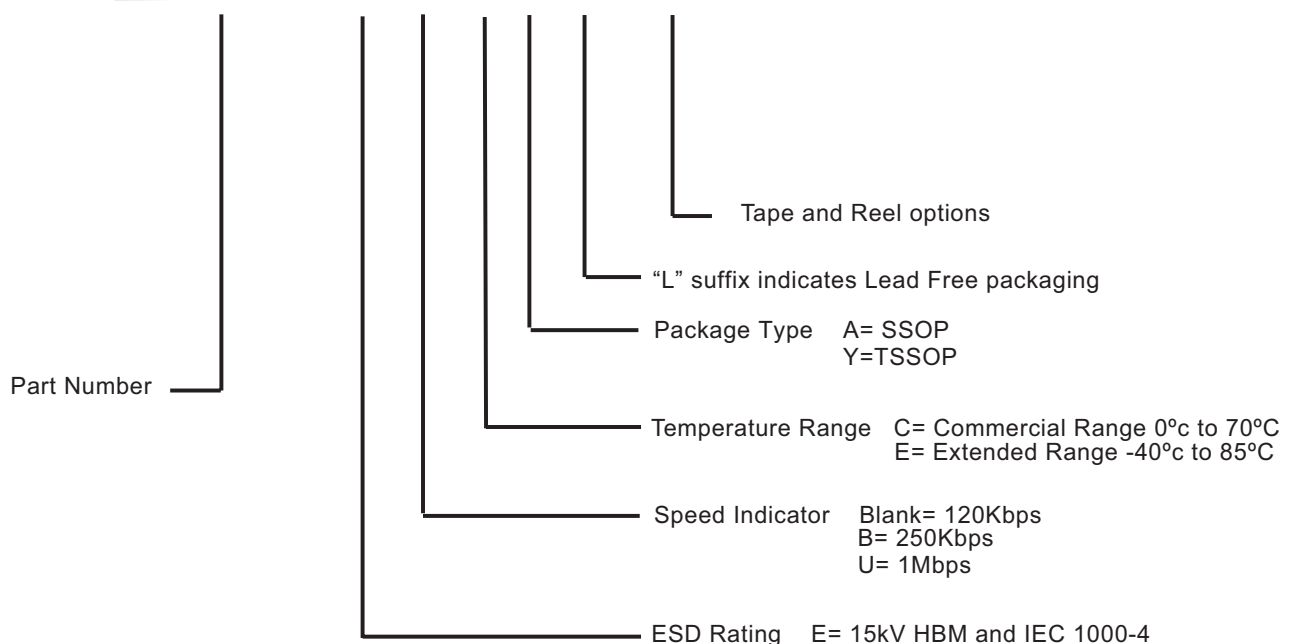 Tape and Reel options
“L” suffix indicates Lead Free packaging
Package Type A= SSOP
Y=TSSOP
Part Number
Temperature Range C= Commercial Range 0ºc to 70ºC
E= Extended Range -40ºc to 85ºC
Speed Indicator Blank= 120Kbps
B= 250Kbps
U= 1Mbps
ESD Rating E= 15kV HBM and IEC 1000-4